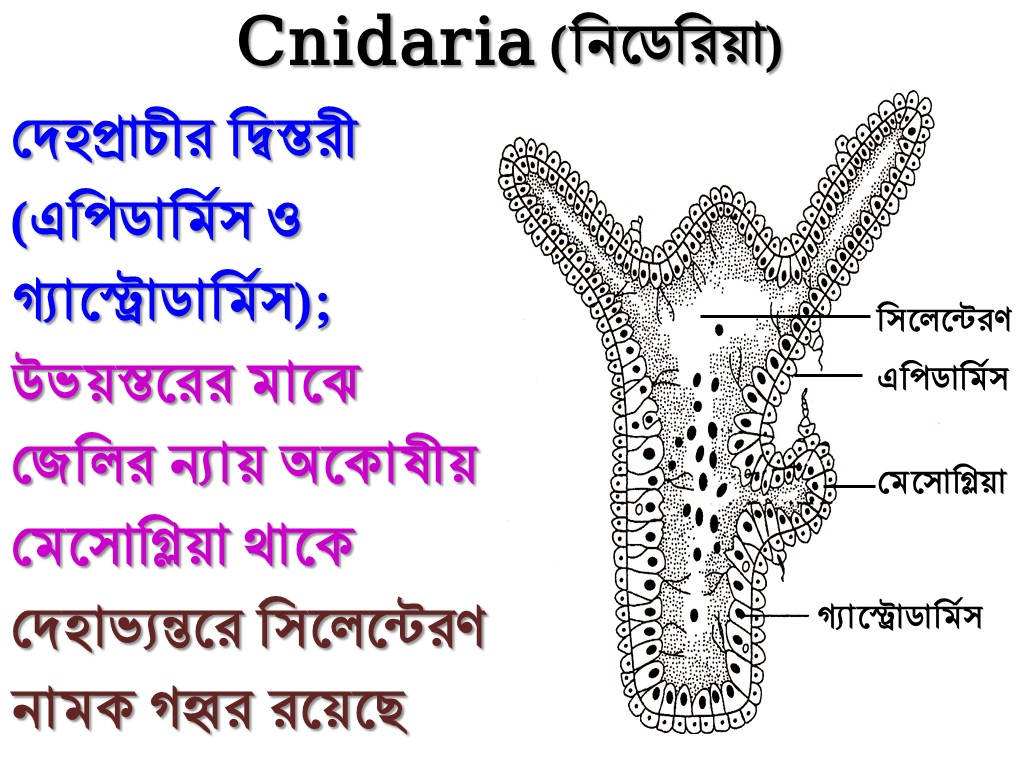 Cnidaria (নিডেরিয়া)
দেহপ্রাচীর দ্বিস্তরী
(এপিডার্মিস ও
গ্যাস্ট্রোডার্মিস);
উভয়স্তরের মাঝে
জেলির ন্যায় অকোষীয়
মেসোগ্লিয়া থাকে
দেহাভ্যন্তরে সিলেন্টেরণ
নামক গহ্বর রয়েছে
সিলেন্টেরণ
এপিডার্মিস
মেসোগ্লিয়া
গ্যাস্ট্রোডার্মিস